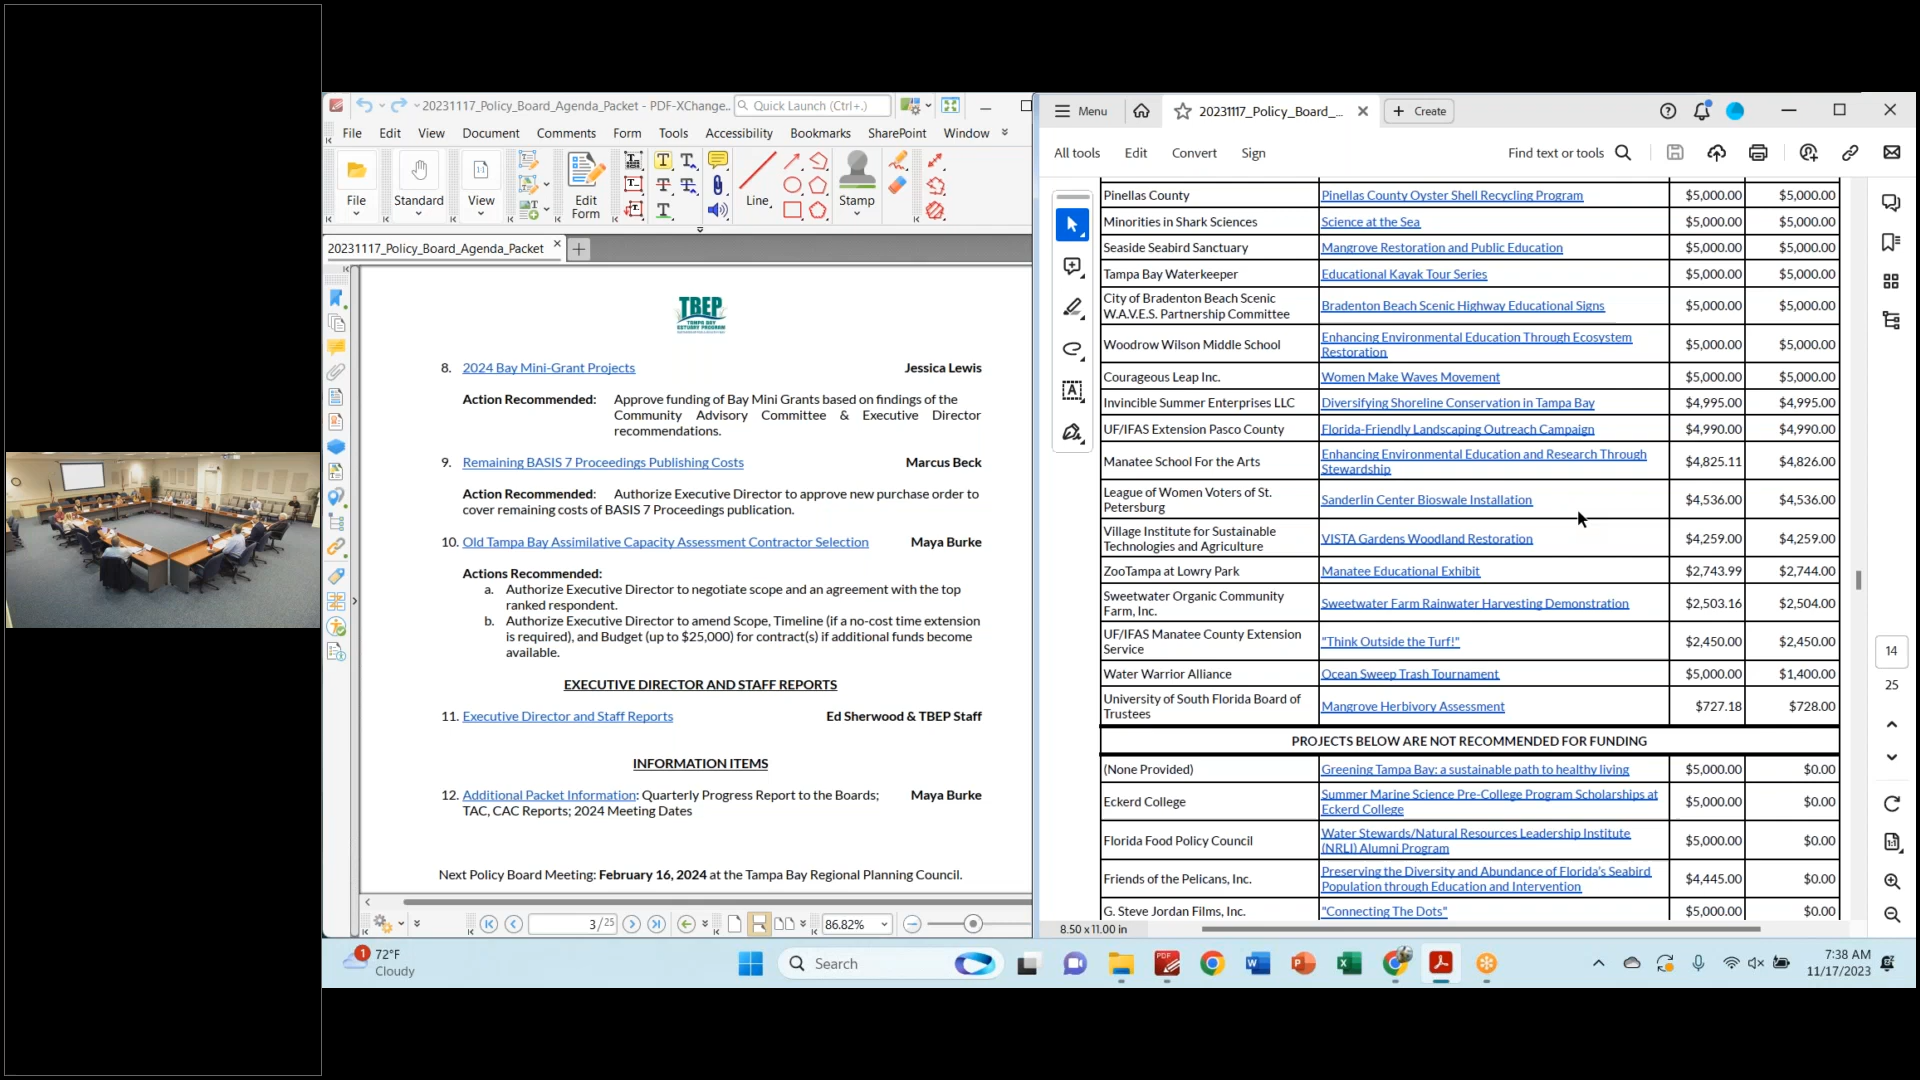 20231117_Policy_Board_Agenda_Packet - PDF-XChange..
Quick Launch (Ctrl+.)
File Edit View Document Comments Form Tools Accessibility Bookmarks SharePoint Window
File Standard View Edit Form Line Stamp
20231117_Policy_Board_Agenda_Packet
TBEP
TAMPA BAY
ESTUARY PROGRAM
8. 2024 Bay Mini-Grant Projects Jessica Lewis
Action Recommended: Approve funding of Bay Mini Grants based on findings of the
Community Advisory Committee & Executive Director
recommendations.
9. Remaining BASIS 7 Proceedings Publishing Costs Marcus Beck
Action Recommended: Authorize Executive Director to approve new purchase order to
cover remaining costs of BASIS 7 Proceedings publication.
10. Old Tampa Bay Assimilative Capacity Assessment Contractor Selection Maya Burke
Actions Recommended:
a. Authorize Executive Director to negotiate scope and an agreement with the top
ranked respondent.
b. Authorize Executive Director to amend Scope, Timeline (if a no-cost time extension
is required), and Budget (up to $25,000) for contract(s) if additional funds become
available.
EXECUTIVE DIRECTOR AND STAFF REPORTS
11. Executive Director and Staff Reports Ed Sherwood & TBEP Staff
INFORMATION ITEMS
12. Additional Packet Information: Quarterly Progress Report to the Boards; Maya Burke
TAC, CAC Reports; 2024 Meeting Dates
Next Policy Board Meeting: February 16, 2024 at the Tampa Bay Regional Planning Council.
3 /25
86.82%
Menu
20231117_Policy_Board_...
Create
All tools Edit Convert Sign
Find text or tools
Pinellas County Pinellas County Oyster Shell Recycling Program $5,000.00 $5,000.00
Minorities in Shark Sciences Science at the Sea $5,000.00 $5,000.00
Seaside Seabird Sanctuary Mangrove Restoration and Public Education $5,000.00 $5,000.00
Tampa Bay Waterkeeper Educational Kayak Tour Series $5,000.00 $5,000.00
City of Bradenton Beach Scenic
W.A.V.E.S. Partnership Committee Bradenton Beach Scenic Highway Educational Signs $5,000.00 $5,000.00
Woodrow Wilson Middle School Enhancing Environmental Education Through Ecosystem
Restoration $5,000.00 $5,000.00
Courageous Leap Inc. Women Make Waves Movement $5,000.00 $5,000.00
Invincible Summer Enterprises LLC Diversifying Shoreline Conservation in Tampa Bay $4,995.00 $4,995.00
UF/IFAS Extension Pasco County Florida-Friendly Landscaping Outreach Campaign $4,990.00 $4,990.00
Manatee School For the Arts Enhancing Environmental Education and Research Through
Stewardship $4,825.11 $4,826.00
League of Women Voters of St.
Petersburg Sanderlin Center Bioswale Installation $4,536.00 $4,536.00
Village Institute for Sustainable
Technologies and Agriculture VISTA Gardens Woodland Restoration $4,259.00 $4,259.00
ZooTampa at Lowry Park Manatee Educational Exhibit $2,743.99 $2,744.00
Sweetwater Organic Community
Farm, Inc. Sweetwater Farm Rainwater Harvesting Demonstration $2,503.16 $2,504.00
UF/IFAS Manatee County Extension
Service "Think Outside the Turf!" $2,450.00 $2,450.00
Water Warrior Alliance Ocean Sweep Trash Tournament $5,000.00 $1,400.00
University of South Florida Board of
Trustees Mangrove Herbivory Assessment $727.18 $728.00
PROJECTS BELOW ARE NOT RECOMMENDED FOR FUNDING
(None Provided) Greening Tampa Bay: a sustainable path to healthy living $5,000.00 $0.00
Eckerd College Summer Marine Science Pre-College Program Scholarships at
Eckerd College $5,000.00 $0.00
Florida Food Policy Council Water Stewards/Natural Resources Leadership Institute
(NRLI) Alumni Program $5,000.00 $0.00
Friends of the Pelicans, Inc. Preserving the Diversity and Abundance of Florida's Seabird
Population through Education and Intervention $4,445.00 $0.00
G. Steve Jordan Films, Inc. "Connecting The Dots" $5,000.00 $0.00
8.50 x 11.00 in
14
25
1
72°F
Cloudy
Search
7:38 AM
11/17/2023